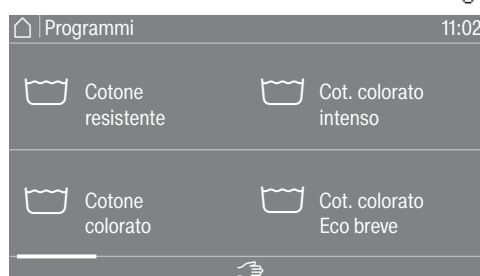 Programmi
11:02
Cotone
resistente
Cot. colorato
intenso
Cotone
colorato
Cot. colorato
Eco breve